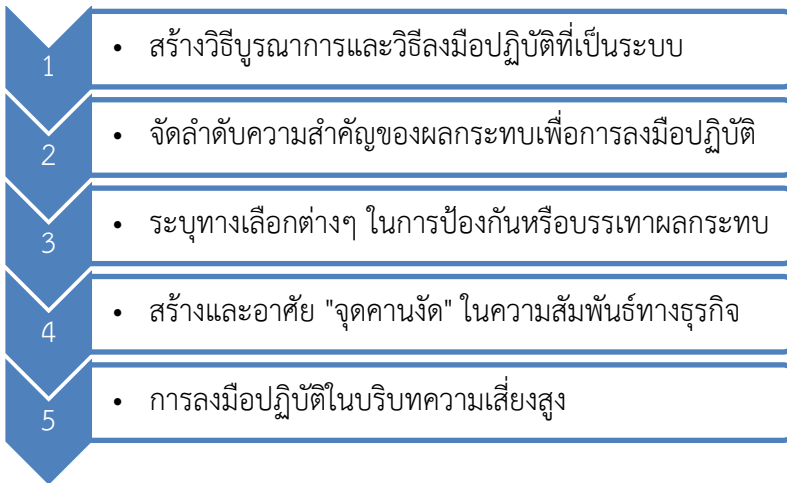 1 • สร้างวิธีบูรณาการและวิธีลงมือปฏิบัติที่เป็นระบบ
2 • จัดลำดับความสำคัญของผลกระทบเพื่อการลงมือปฏิบัติ
3 • ระบุทางเลือกต่างๆ ในการป้องกันหรือบรรเทาผลกระทบ
4 • สร้างและอาศัย "จุดคานงัด" ในความสัมพันธ์ทางธุรกิจ
5 • การลงมือปฏิบัติในบริบทความเสี่ยงสูง